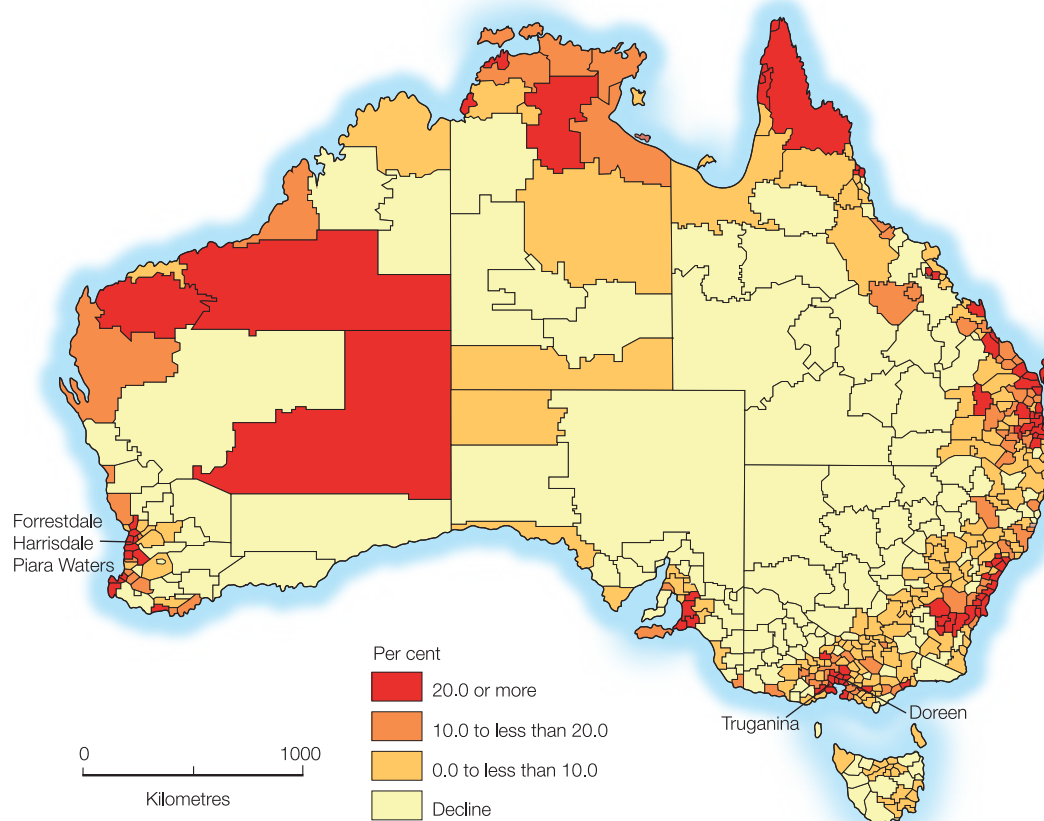 Forrestdale
Harrisdale
Piara Waters
Per cent
20.0 or more
10.0 to less than 20.0
0.0 to less than 10.0
Decline
0 1000
Kilometres
Truganina
Doreen